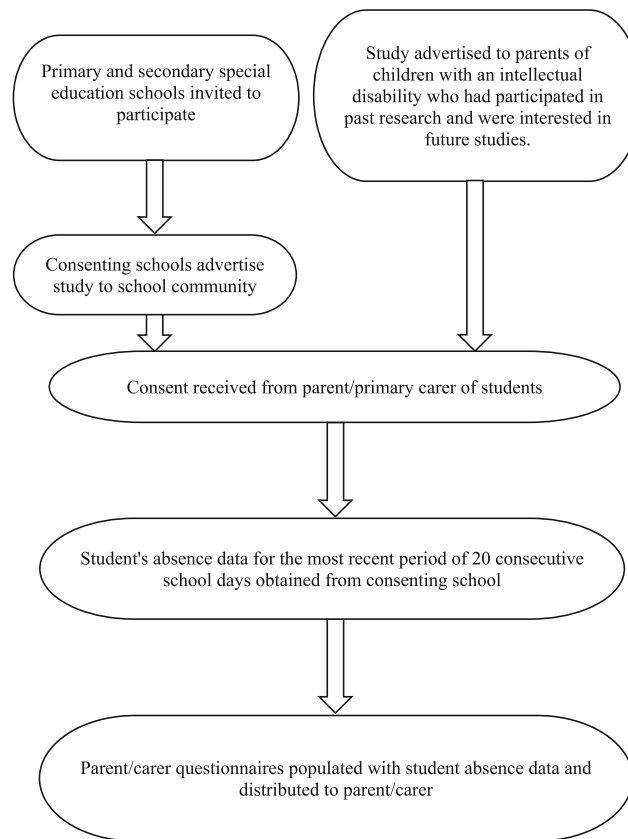 Primary and secondary special
education schools invited to
participate
Study advertised to parents of
children with an intellectual
disability who had participated in
past research and were interested in
future studies.
Consenting schools advertise
study to school community
Consent received from parent/primary carer of students
Student's absence data for the most recent period of 20 consecutive
school days obtained from consenting school
Parent/carer questionnaires populated with student absence data and
distributed to parent/carer